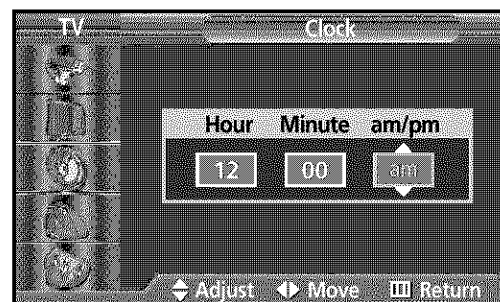 TV Clock
Hour Minute am/pm
12 00 am
Adjust Move Return